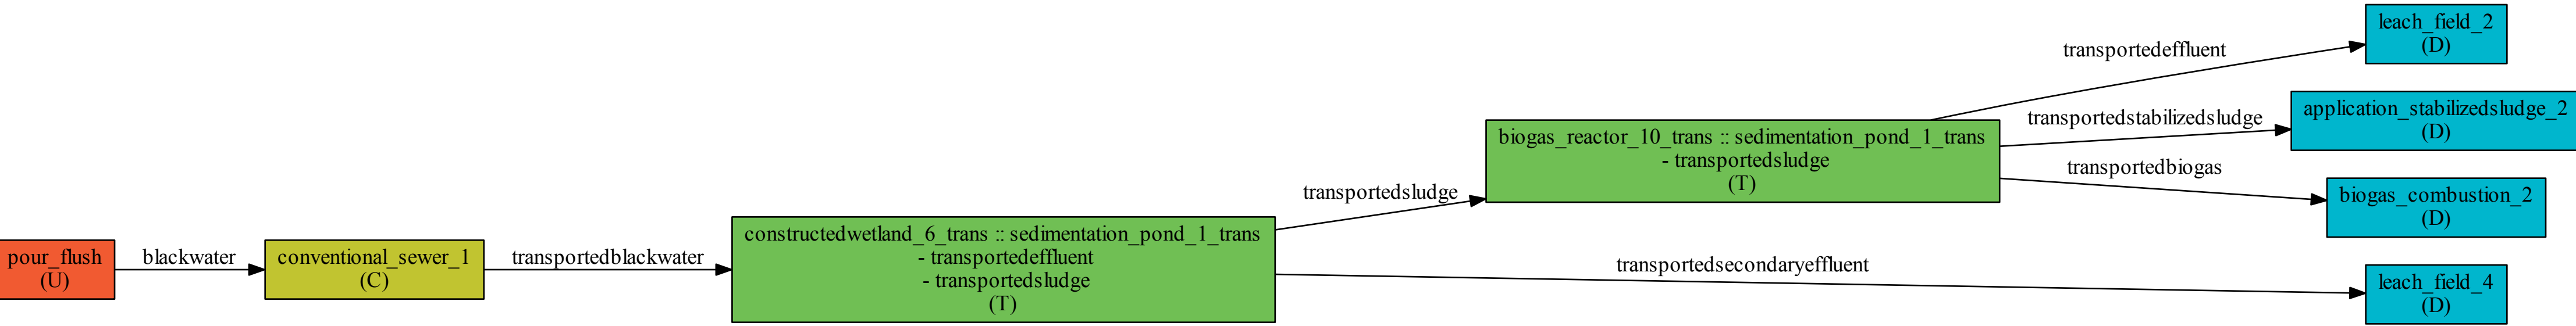 pour_flush
(U)
blackwater
conventional_sewer_1
(C)
transportedblackwater
constructedwetland_6_trans :: sedimentation_pond_1_trans
- transportedeffluent
- transportedsludge
(T)
transportedsludge
biogas_reactor_10_trans :: sedimentation_pond_1_trans
- transportedsludge
(T)
transportedsecondaryeffluent
transportedeffluent
transportedstabilizedsludge
transportedbiogas
leach_field_2
(D)
application_stabilizedsludge_2
(D)
biogas_combustion_2
(D)
leach_field_4
(D)